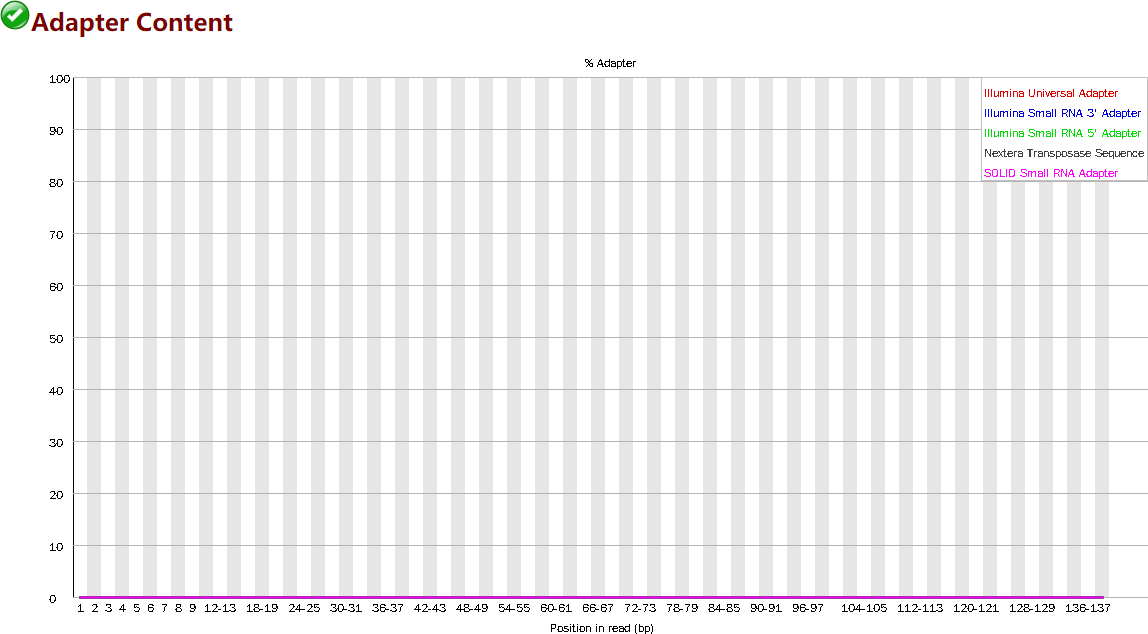 Adapter Content
% Adapter
100
90
80
70
60
50
40
30
20
10
0
Illumina Universal Adapter
Illumina Small RNA 3' Adapter
Illumina Small RNA 5' Adapter
Nextera Transposase Sequence
SOLID Small RNA Adapter
1 2 3 4 5 6 7 8 9 12-13 18-19 24-25 30-31 36-37 42-43 48-49 54-55 60-61 66-67 72-73 78-79 84-85 90-91 96-97 104-105 112-113 120-121 128-129 136-137
Position in read (bp)